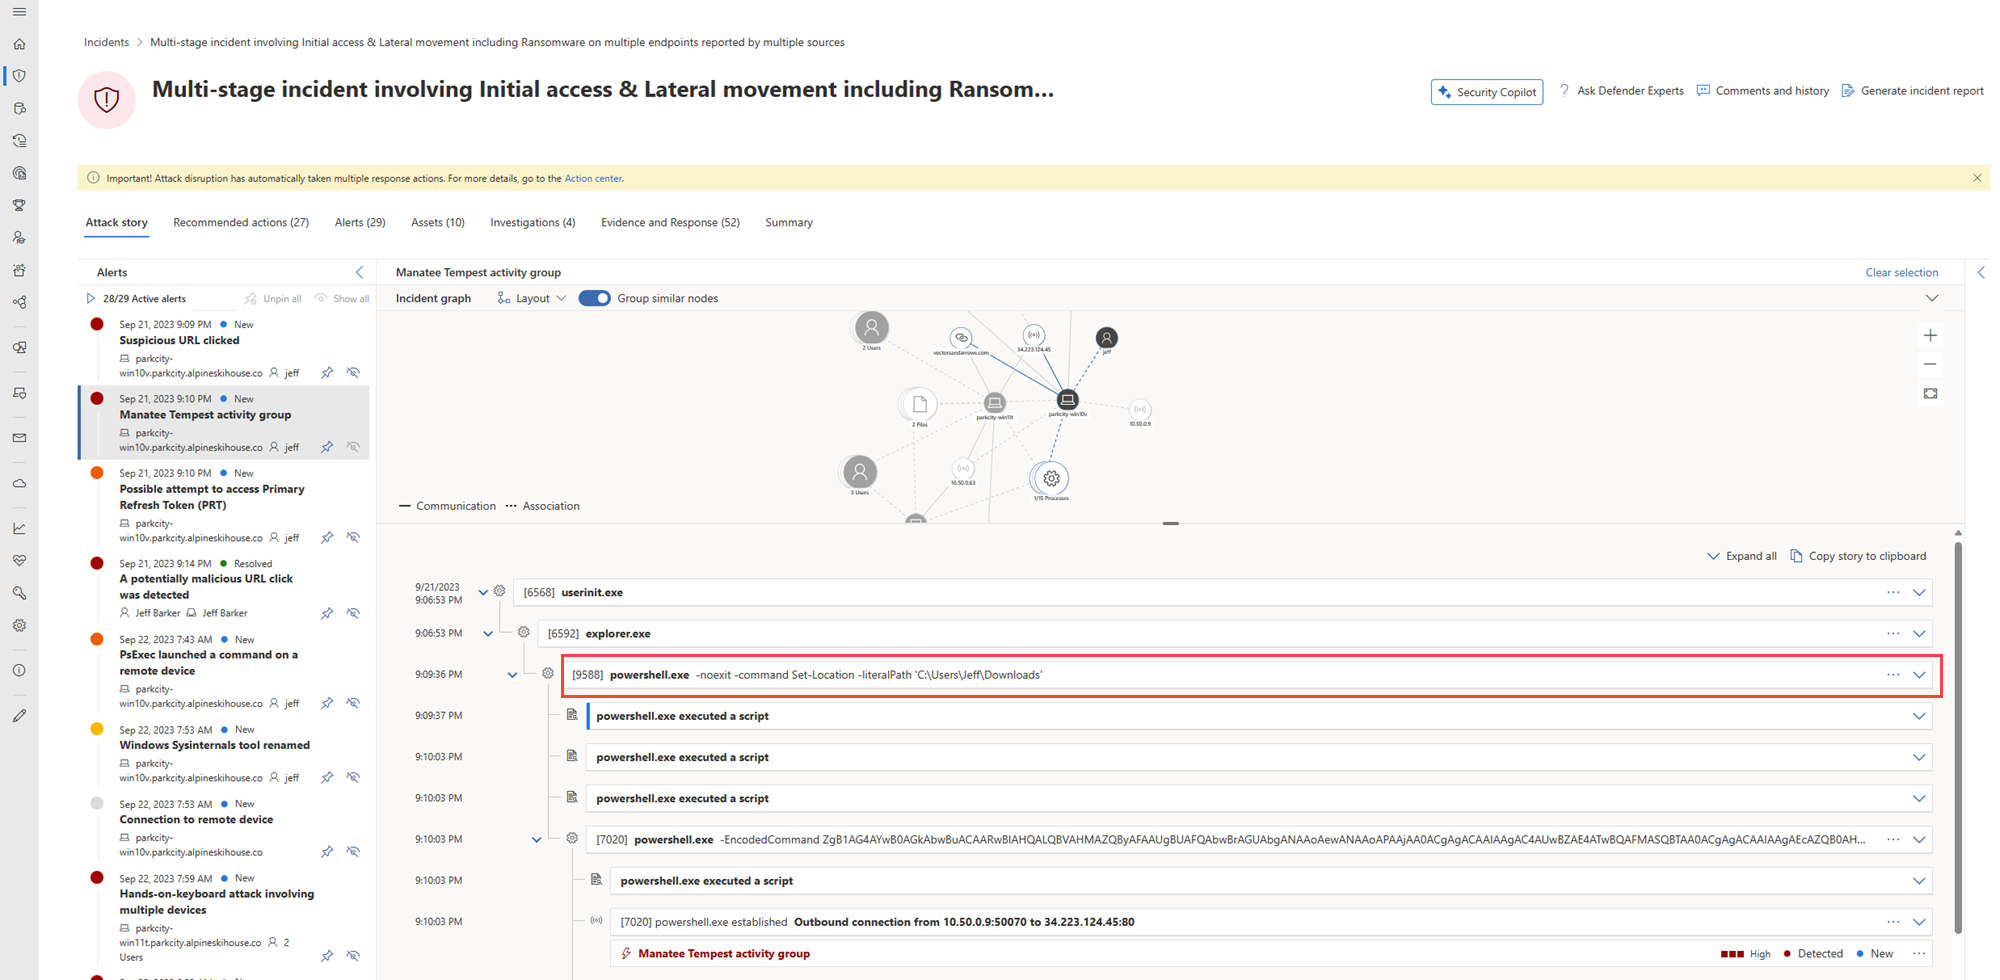 Incidents > Multi-stage incident involving Initial access & Lateral movement including Ransomware on multiple endpoints reported by multiple sources
Multi-stage incident involving Initial access & Lateral movement including Ransom...
Security Copilot
? Ask Defender Experts
Comments and history
Generate incident report
Important! Attack disruption has automatically taken multiple response actions. For more details, go to the Action center.
Attack story
Recommended actions (27)
Alerts (29)
Assets (10)
Investigations (4)
Evidence and Response (52)
Summary
Alerts
28/29 Active alerts
Unpin all
Show all
Sep 21, 2023 9:09 PM New
Suspicious URL clicked
parkcity-
win10v.parkcity.alpineskihouse.co jeff
Sep 21, 2023 9:10 PM New
Manatee Tempest activity group
parkcity-
win10v.parkcity.alpineskihouse.co jeff
Sep 21, 2023 9:10 PM New
Possible attempt to access Primary
Refresh Token (PRT)
parkcity-
win10v.parkcity.alpineskihouse.co jeff
Sep 21, 2023 9:14 PM Resolved
A potentially malicious URL click
was detected
Jeff Barker Jeff Barker
Sep 22, 2023 7:43 AM New
PsExec launched a command on a
remote device
parkcity-
win10v.parkcity.alpineskihouse.co jeff
Sep 22, 2023 7:53 AM New
Windows Sysinternals tool renamed
parkcity-
win10v.parkcity.alpineskihouse.co jeff
Sep 22, 2023 7:53 AM New
Connection to remote device
parkcity-
win10v.parkcity.alpineskihouse.co
Sep 22, 2023 7:59 AM New
Hands-on-keyboard attack involving
multiple devices
parkcity-
win11t.parkcity.alpineskihouse.co 2
Users
Manatee Tempest activity group
Clear selection
Incident graph
Layout
Group similar nodes
2 Users
vectorsandarrows.com
34.223.124.45
jeff
2 Files
parkcity-win11t
parkcity-win10v
10.50.0.9
3 Users
10.50.0.63
1/15 Processes
Communication
Association
Expand all
Copy story to clipboard
9/21/2023
9:06:53 PM
[6568] userinit.exe
9:06:53 PM
[6592] explorer.exe
9:09:36 PM
[9588] powershell.exe -noexit -command Set-Location -literalPath 'C:\Users\Jeff\Downloads'
9:09:37 PM
powershell.exe executed a script
9:10:03 PM
powershell.exe executed a script
9:10:03 PM
powershell.exe executed a script
9:10:03 PM
[7020] powershell.exe -EncodedCommand
9:10:03 PM
powershell.exe executed a script
9:10:03 PM
[7020] powershell.exe established Outbound connection from 10.50.0.9:50070 to 34.223.124.45:80
Manatee Tempest activity group
High
Detected
New